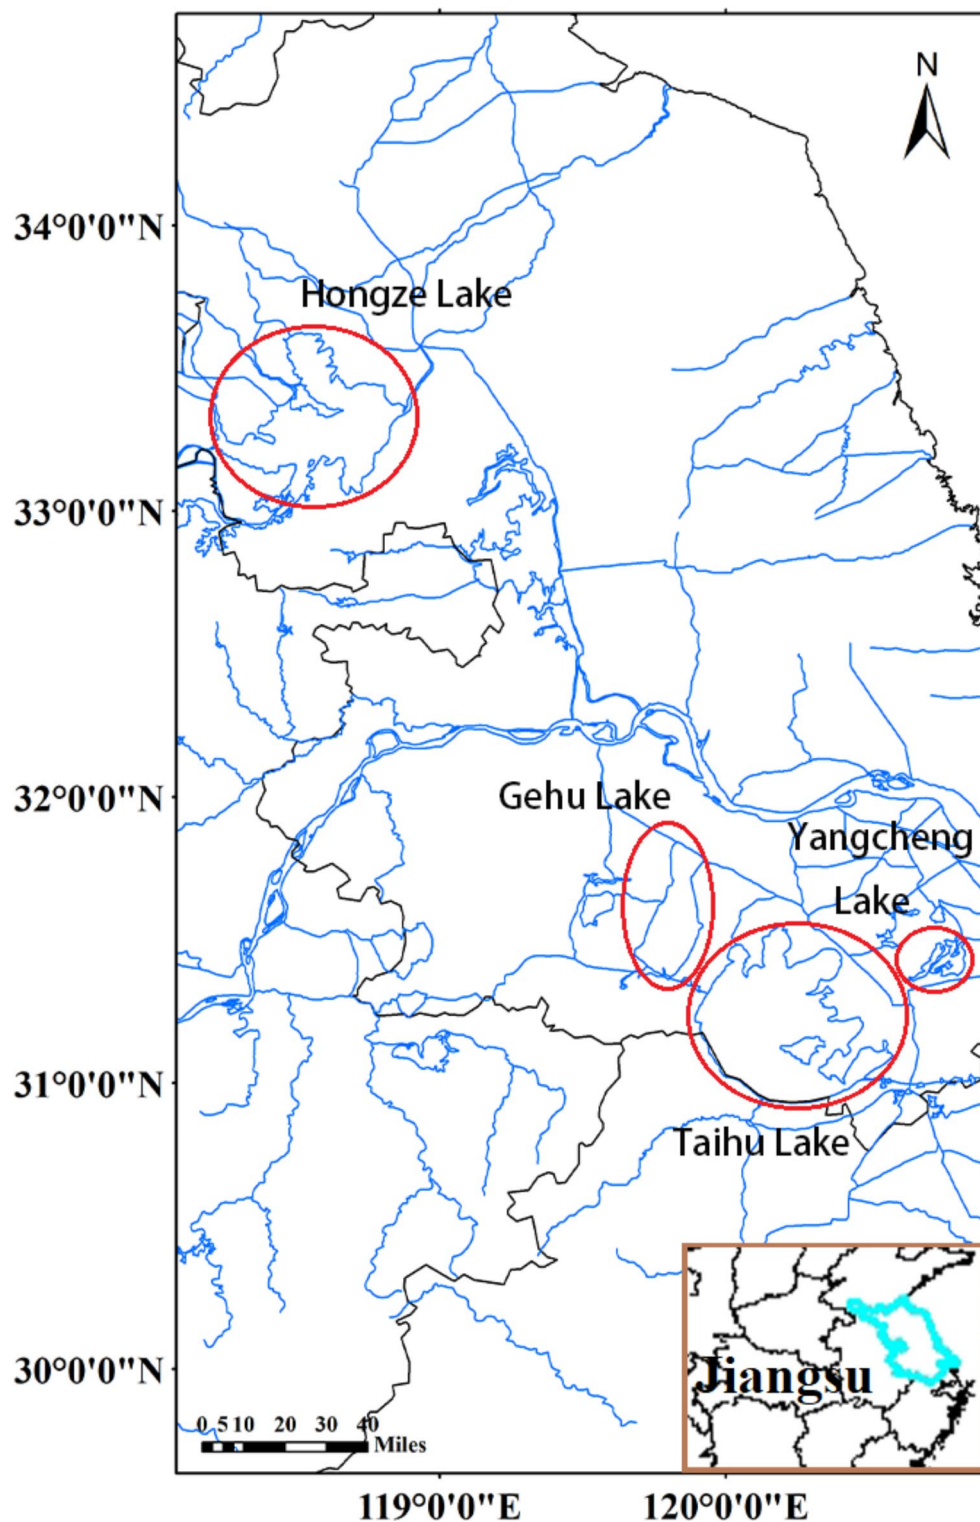 N
34°0'0"N
Hongze Lake
33°0'0"N
32°0'0"N
Gehu Lake
Yangcheng
Lake
31°0'0"N
Taihu Lake
30°0'0"N
Jiangsu
0 5 10 20 30 40
Miles
119°0'0"E
120°0'0"E